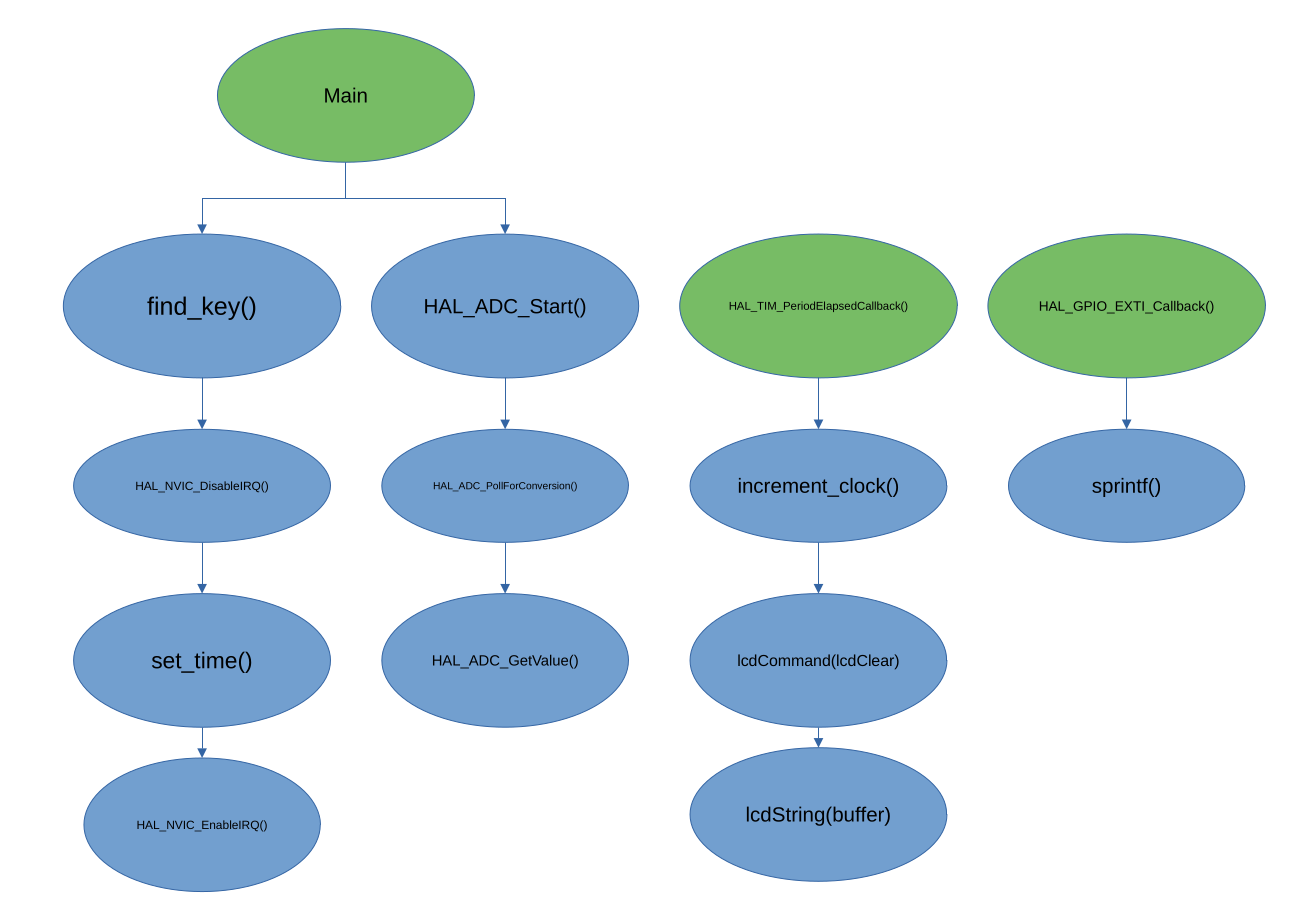 Main
find_key()
HAL_ADC_Start()
HAL_TIM_PeriodElapsedCallback()
HAL_GPIO_EXTI_Callback()
HAL_NVIC_DisableIRQ()
HAL_ADC_PollForConversion()
increment_clock()
sprintf()
set_time()
HAL_ADC_GetValue()
lcdCommand(lcdClear)
HAL_NVIC_EnableIRQ()
lcdString(buffer)